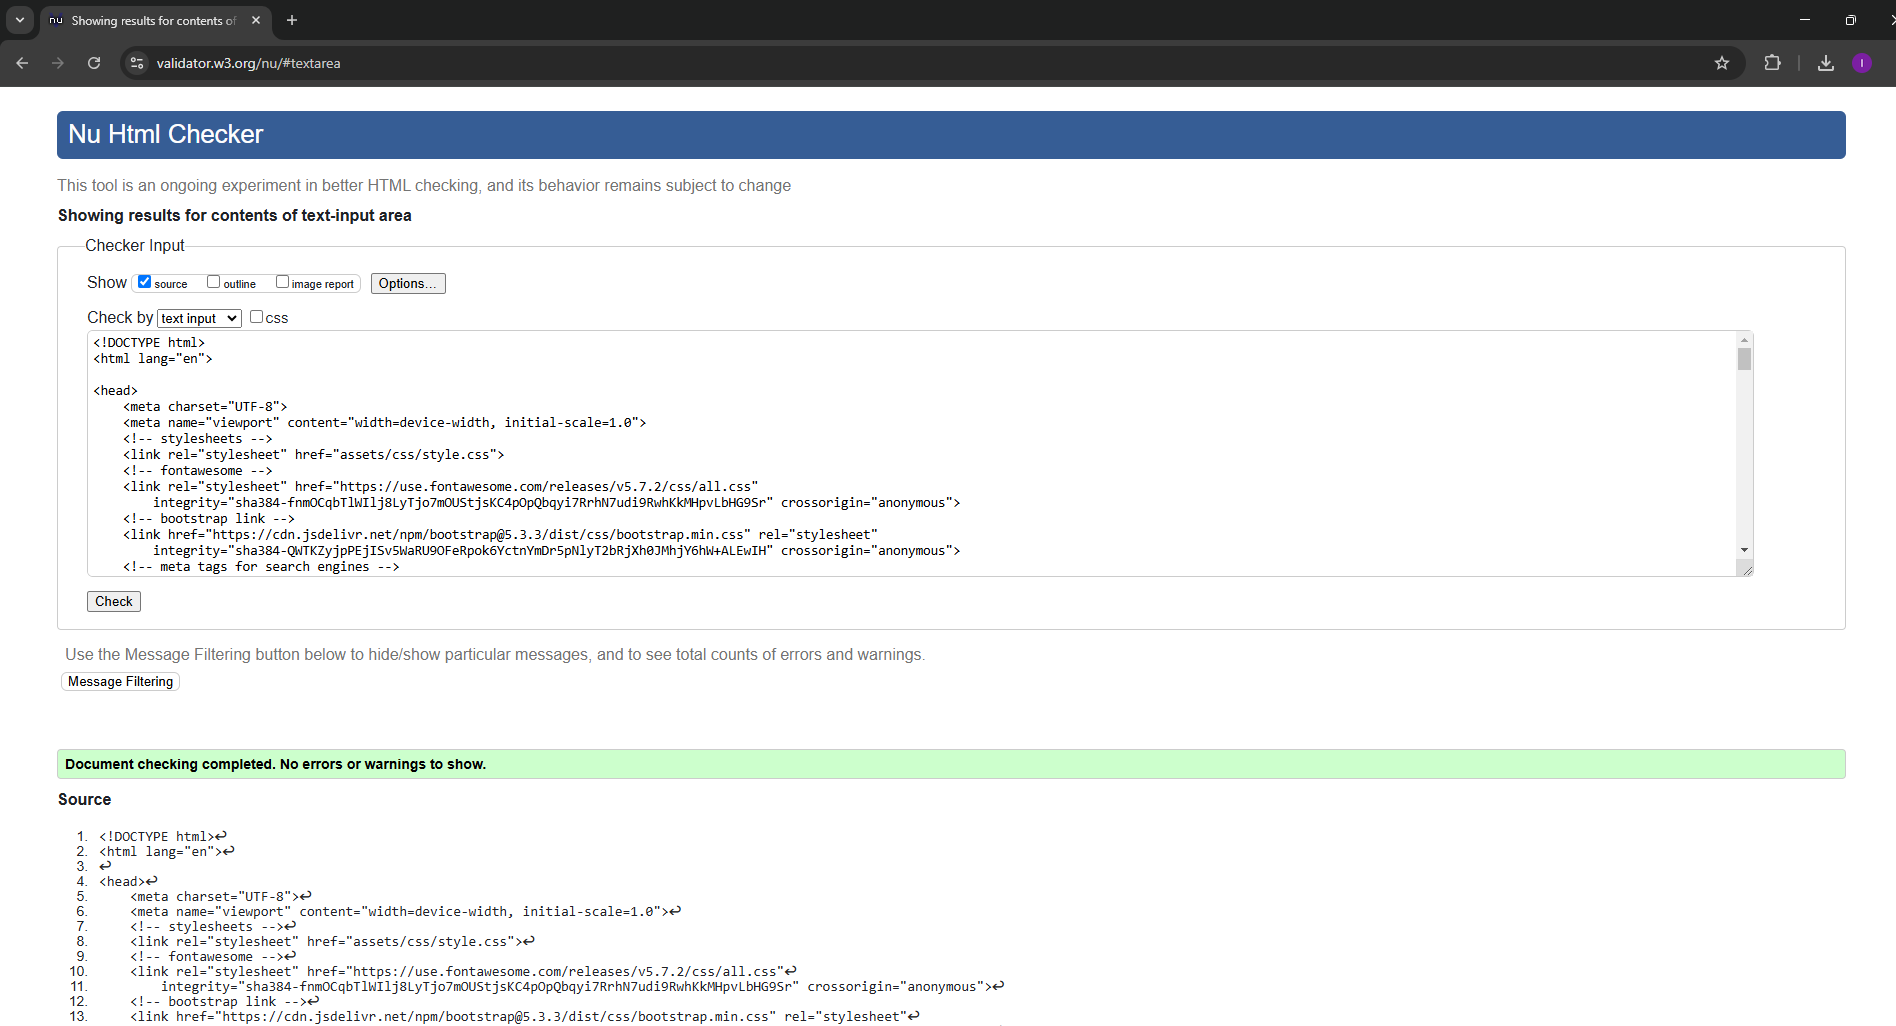 nu Showing results for contents of
validator.w3.org/nu/#textarea
I
Nu Html Checker
This tool is an ongoing experiment in better HTML checking, and its behavior remains subject to change
Showing results for contents of text-input area
Checker Input
Show source outline image report Options...
Check by text input css
<!DOCTYPE html>
<html lang="en">
<head>
<meta charset="UTF-8">
<meta name="viewport" content="width=device-width, initial-scale=1.0">
<!-- stylesheets -->
<link rel="stylesheet" href="assets/css/style.css">
<!-- fontawesome -->
<link rel="stylesheet" href="https://use.fontawesome.com/releases/v5.7.2/css/all.css"
integrity="sha384-fnmOCqbTlWIlj8LyTjo7mOUStjsKC4pOpQbqyi7RrhN7udi9RwhKkMHpvLbHG9Sr" crossorigin="anonymous">
<!-- bootstrap link -->
<link href="https://cdn.jsdelivr.net/npm/bootstrap@5.3.3/dist/css/bootstrap.min.css" rel="stylesheet"
integrity="sha384-QWTKZyjpPEjISv5WaRU9OFeRpok6YctnYmDr5pNlyT2bRjXh0JMhjY6hW+ALEwIH" crossorigin="anonymous">
<!-- meta tags for search engines -->
Check
Use the Message Filtering button below to hide/show particular messages, and to see total counts of errors and warnings.
Message Filtering
Document checking completed. No errors or warnings to show.
Source
1. <!DOCTYPE html>↩
2. <html lang="en">↩
3. ↩
4. <head>↩
5. <meta charset="UTF-8">↩
6. <meta name="viewport" content="width=device-width, initial-scale=1.0">↩
7. <!-- stylesheets -->↩
8. <link rel="stylesheet" href="assets/css/style.css">↩
9. <!-- fontawesome -->↩
10. <link rel="stylesheet" href="https://use.fontawesome.com/releases/v5.7.2/css/all.css"↩
11. integrity="sha384-fnmOCqbTlWIlj8LyTjo7mOUStjsKC4pOpQbqyi7RrhN7udi9RwhKkMHpvLbHG9Sr" crossorigin="anonymous">↩
12. <!-- bootstrap link -->↩
13. <link href="https://cdn.jsdelivr.net/npm/bootstrap@5.3.3/dist/css/bootstrap.min.css" rel="stylesheet"↩